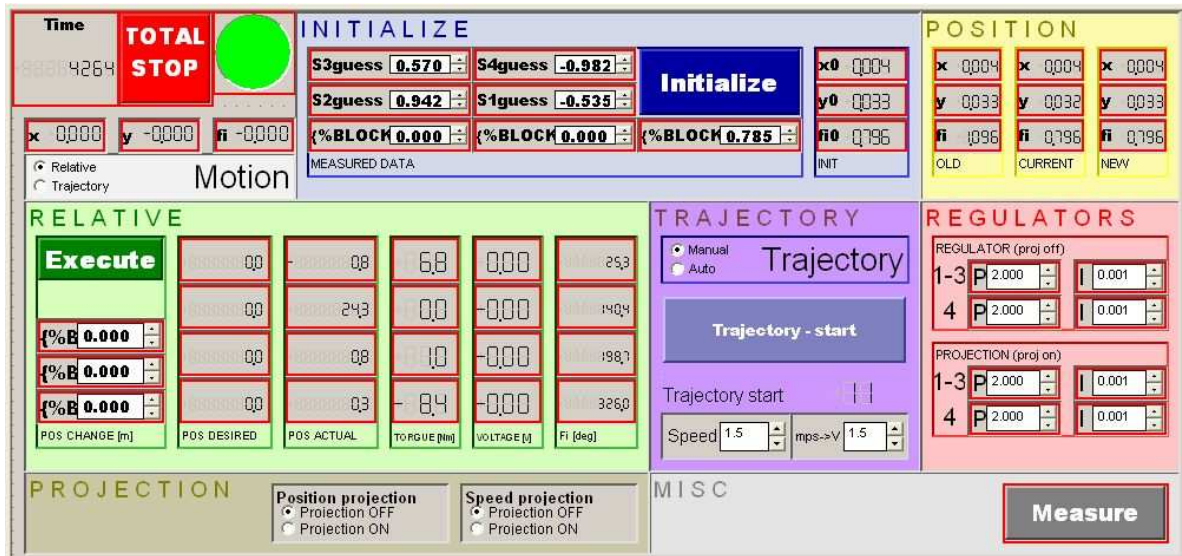 Time
4264
TOTAL
STOP
x 0,000 y -0,000 fi -0,000
Relative
Trajectory
Motion
INITIALIZE
S3guess 0.570 S4guess -0.982
S2guess 0.942 S1guess -0.535
{%BLOCK 0.000 {%BLOCK 0.000 {%BLOCK 0.785
Initialize
MEASURED DATA
x0 0,004
y0 0,033
fi0 0,796
INIT
POSITION
x 0,004 x 0,004 x 0,004
y 0,033 y 0,032 y 0,033
fi fi 0,796 fi 0,796
OLD CURRENT NEW
RELATIVE
Execute
{%B 0.000
{%B 0.000
{%B 0.000
POS CHANGE [m]
0,0
0,0
0,0
0,0
POS DESIRED
- 0,8
24,3
0,8
0,3
POS ACTUAL
6,8
0,0
1,0
- 8,4
TORGUE [Nm]
-0,00
-0,00
-0,00
-0,00
VOLTAGE [V]
25,3
140,4
198,7
326,0
Fi [deg]
TRAJECTORY
Manual
Auto
Trajectory
Trajectory - start
Trajectory start
Speed 1.5 mps->V 1.5
REGULATORS
REGULATOR (proj off)
1-3 P 2.000 I 0.001
4 P 2.000 I 0.001
PROJECTION (proj on)
1-3 P 2.000 I 0.001
4 P 2.000 I 0.001
PROJECTION
Position projection
Projection OFF
Projection ON
Speed projection
Projection OFF
Projection ON
MISC
Measure